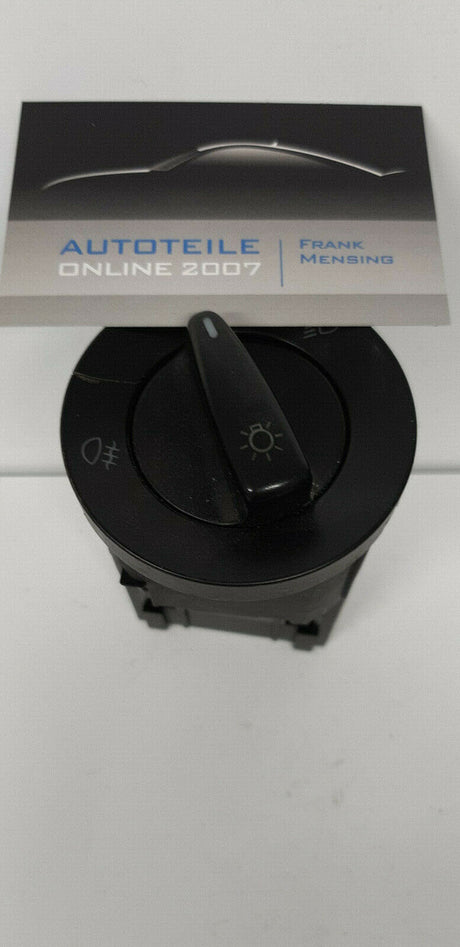 AUTOTEILE
ONLINE 2007
FRANK
MENSING